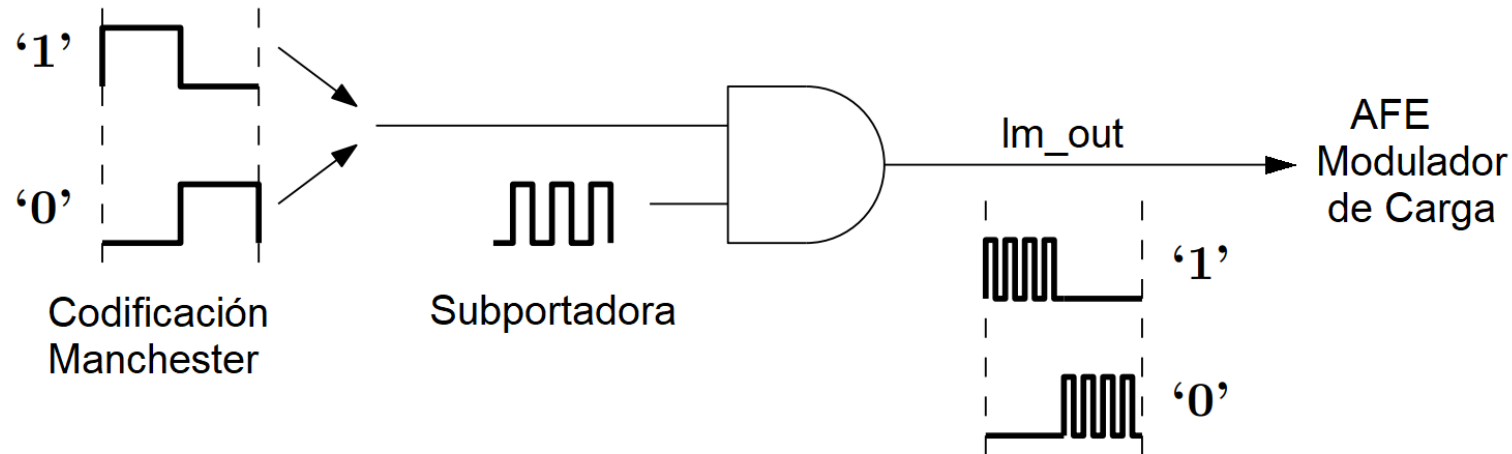 ‘1’
‘0’
Codificación
Manchester
Subportadora
lm_out
‘1’
‘0’
AFE
Modulador
de Carga